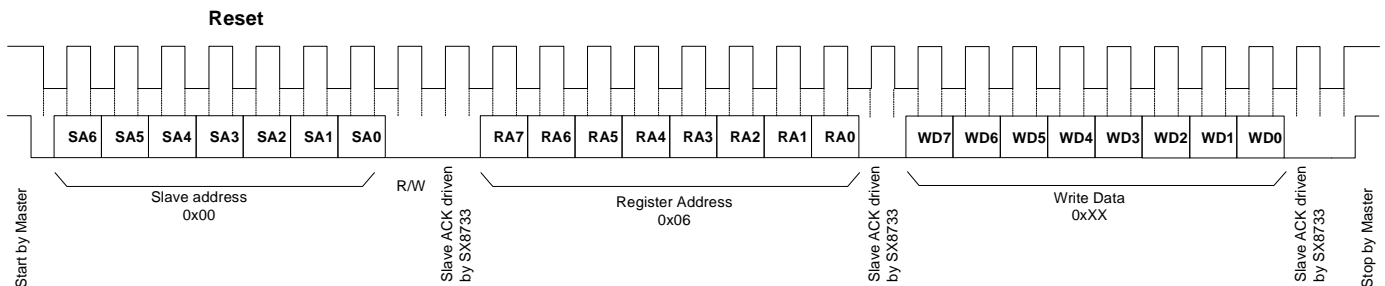 Reset
SA6 SA5 SA4 SA3 SA2 SA1 SA0 RA7 RA6 RA5 RA4 RA3 RA2 RA1 RA0 WD7 WD6 WD5 WD4 WD3 WD2 WD1 WD0
Start by Master
Slave address
0x00
R/W
Slave ACK driven
by SX8733
Register Address
0x06
Slave ACK driven
by SX8733
Write Data
0xXX
Slave ACK driven
by SX8733
Stop by Master